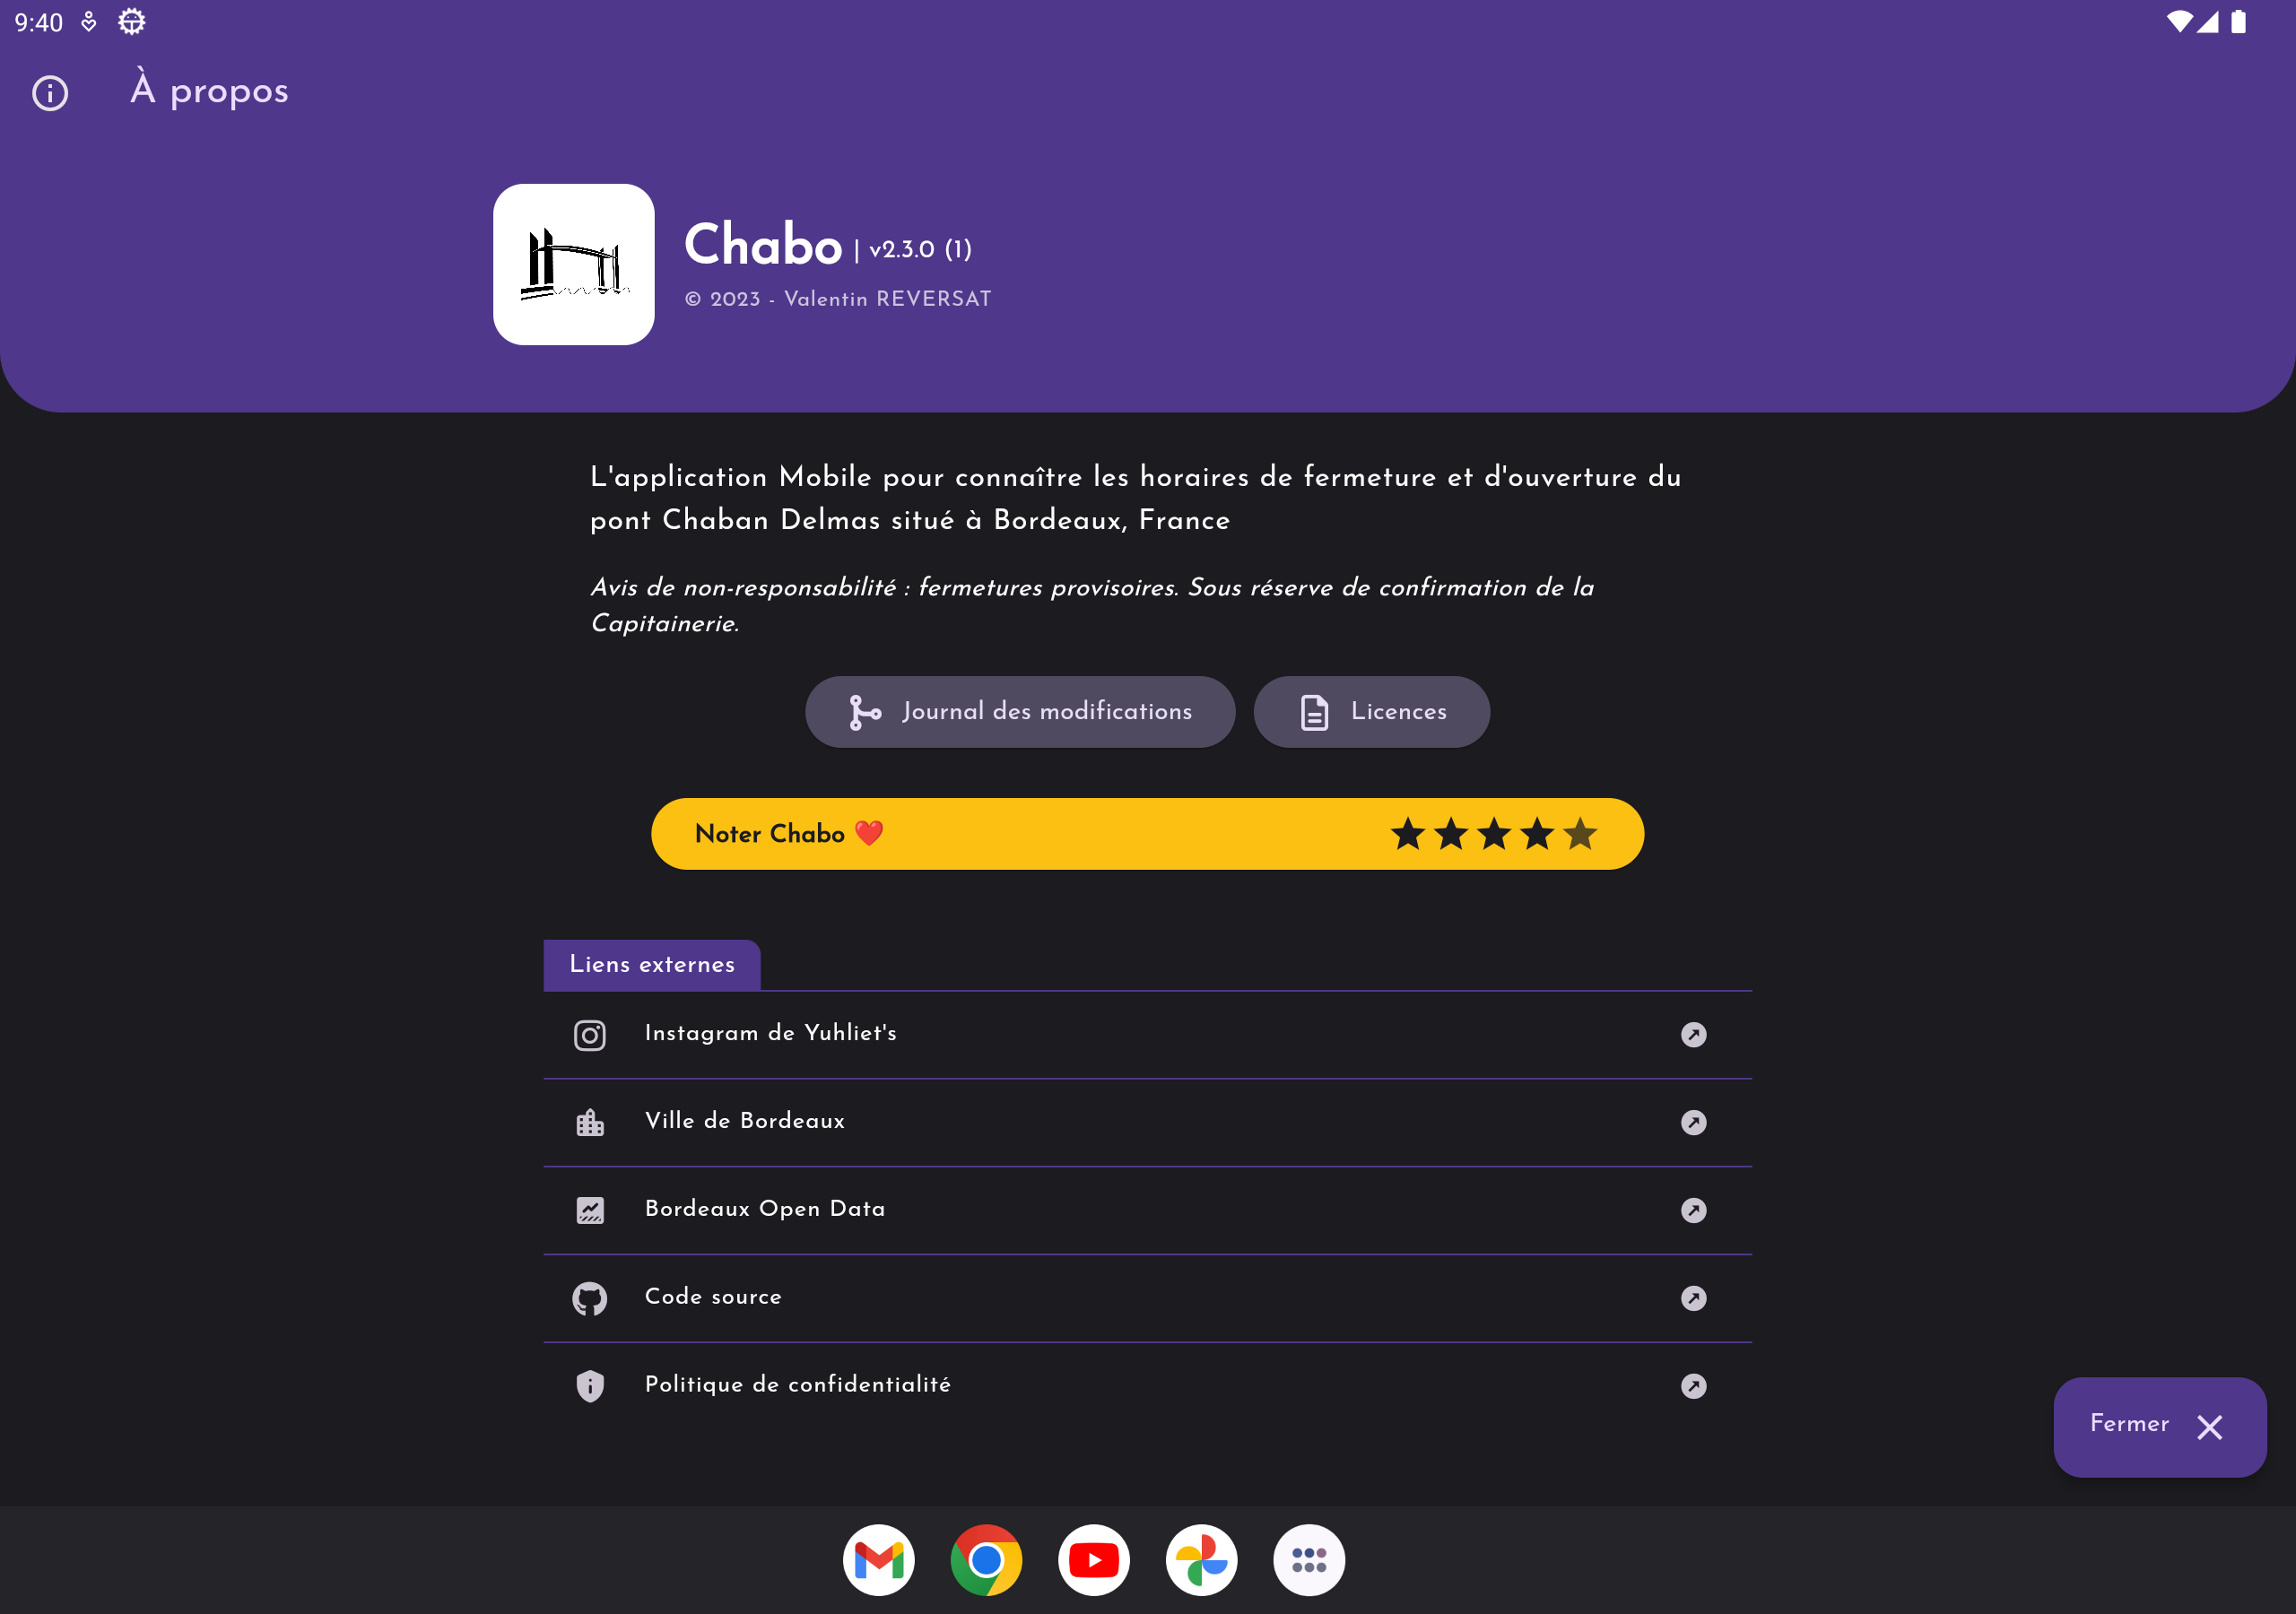 9:40
À propos
Chabo | v2.3.0 (1)
© 2023 - Valentin REVERSAT
L'application Mobile pour connaître les horaires de fermeture et d'ouverture du
pont Chaban Delmas situé à Bordeaux, France
Avis de non-responsabilité : fermetures provisoires. Sous réserve de confirmation de la
Capitainerie.
Journal des modifications
Licences
Noter Chabo ❤️
Liens externes
Instagram de Yuhliet's
Ville de Bordeaux
Bordeaux Open Data
Code source
Politique de confidentialité
Fermer